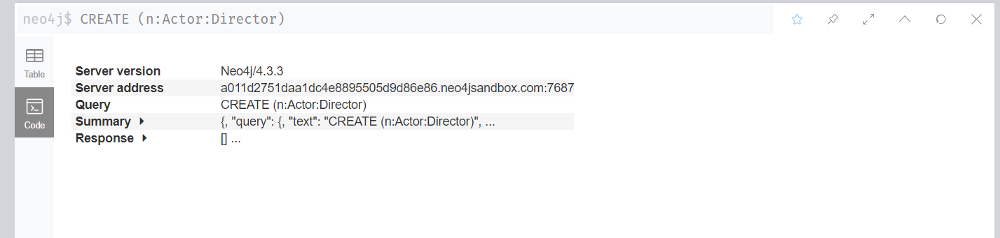 neo4j$ CREATE (n:Actor:Director)
Table
Code
Server version Neo4j/4.3.3
Server address a011d2751daa1dc4e8895505d9d86e86.neo4jsandbox.com:7687
Query CREATE (n:Actor:Director)
Summary {, "query": {, "text": "CREATE (n:Actor:Director)", ...
Response [] ...